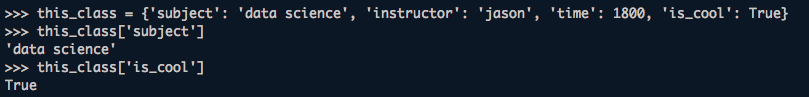 >>> this_class = {'subject': 'data science', 'instructor': 'jason', 'time': 1800, 'is_cool': True}
>>> this_class['subject']
'data science'
>>> this_class['is_cool']
True